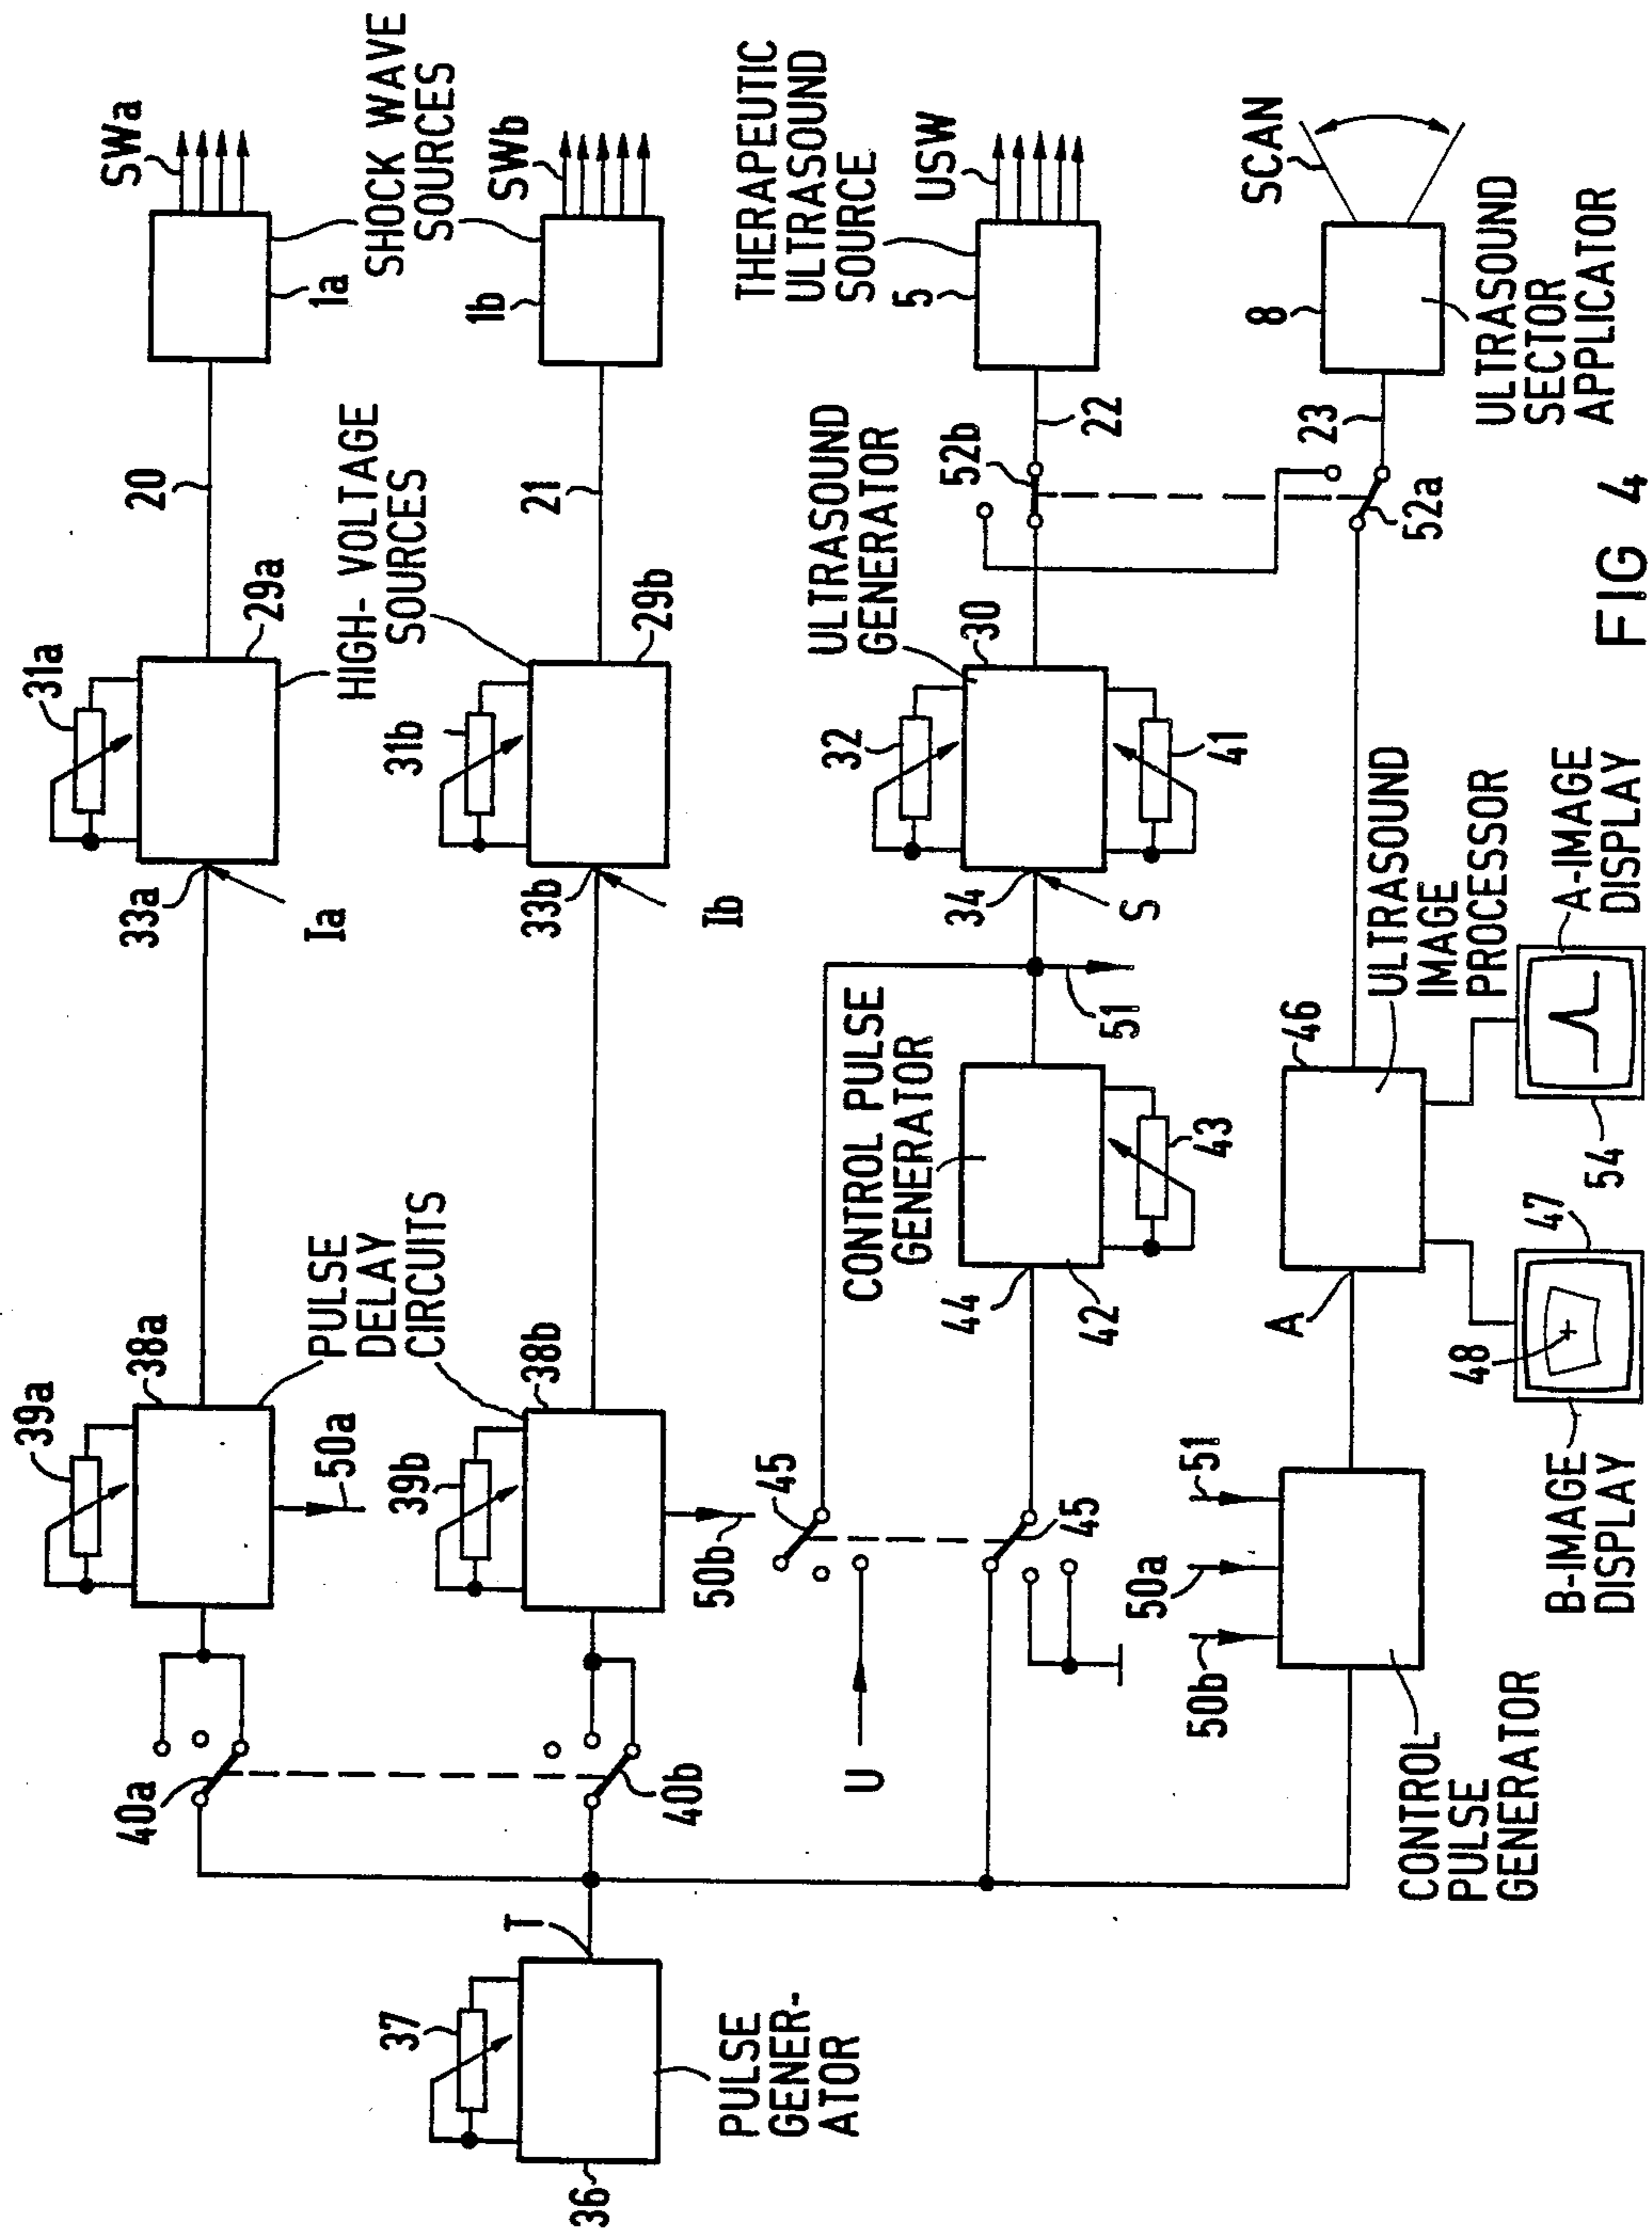 SWa
1a
SHOCK WAVE
SOURCES
20
31a
29a
33a
Ia
HIGH-VOLTAGE
SOURCES
39a
38a
50a
PULSE
DELAY
CIRCUITS
40a
SWb
1b
21
31b
29b
33b
Ib
39b
38b
50b
40b
37
T
36
PULSE
GENER-
ATOR
THERAPEUTIC
ULTRASOUND
SOURCE
USW
5
22
52b
ULTRASOUND
GENERATOR
30
32
41
34
S
51
CONTROL PULSE
GENERATOR
44
42
43
45
45
U
SCAN
8
23
52a
ULTRASOUND
SECTOR
APPLICATOR
46
ULTRASOUND
IMAGE
PROCESSOR
A
A-IMAGE
DISPLAY
54
47
48
B-IMAGE
DISPLAY
51
50a
50b
CONTROL
PULSE
GENERATOR
FIG 4